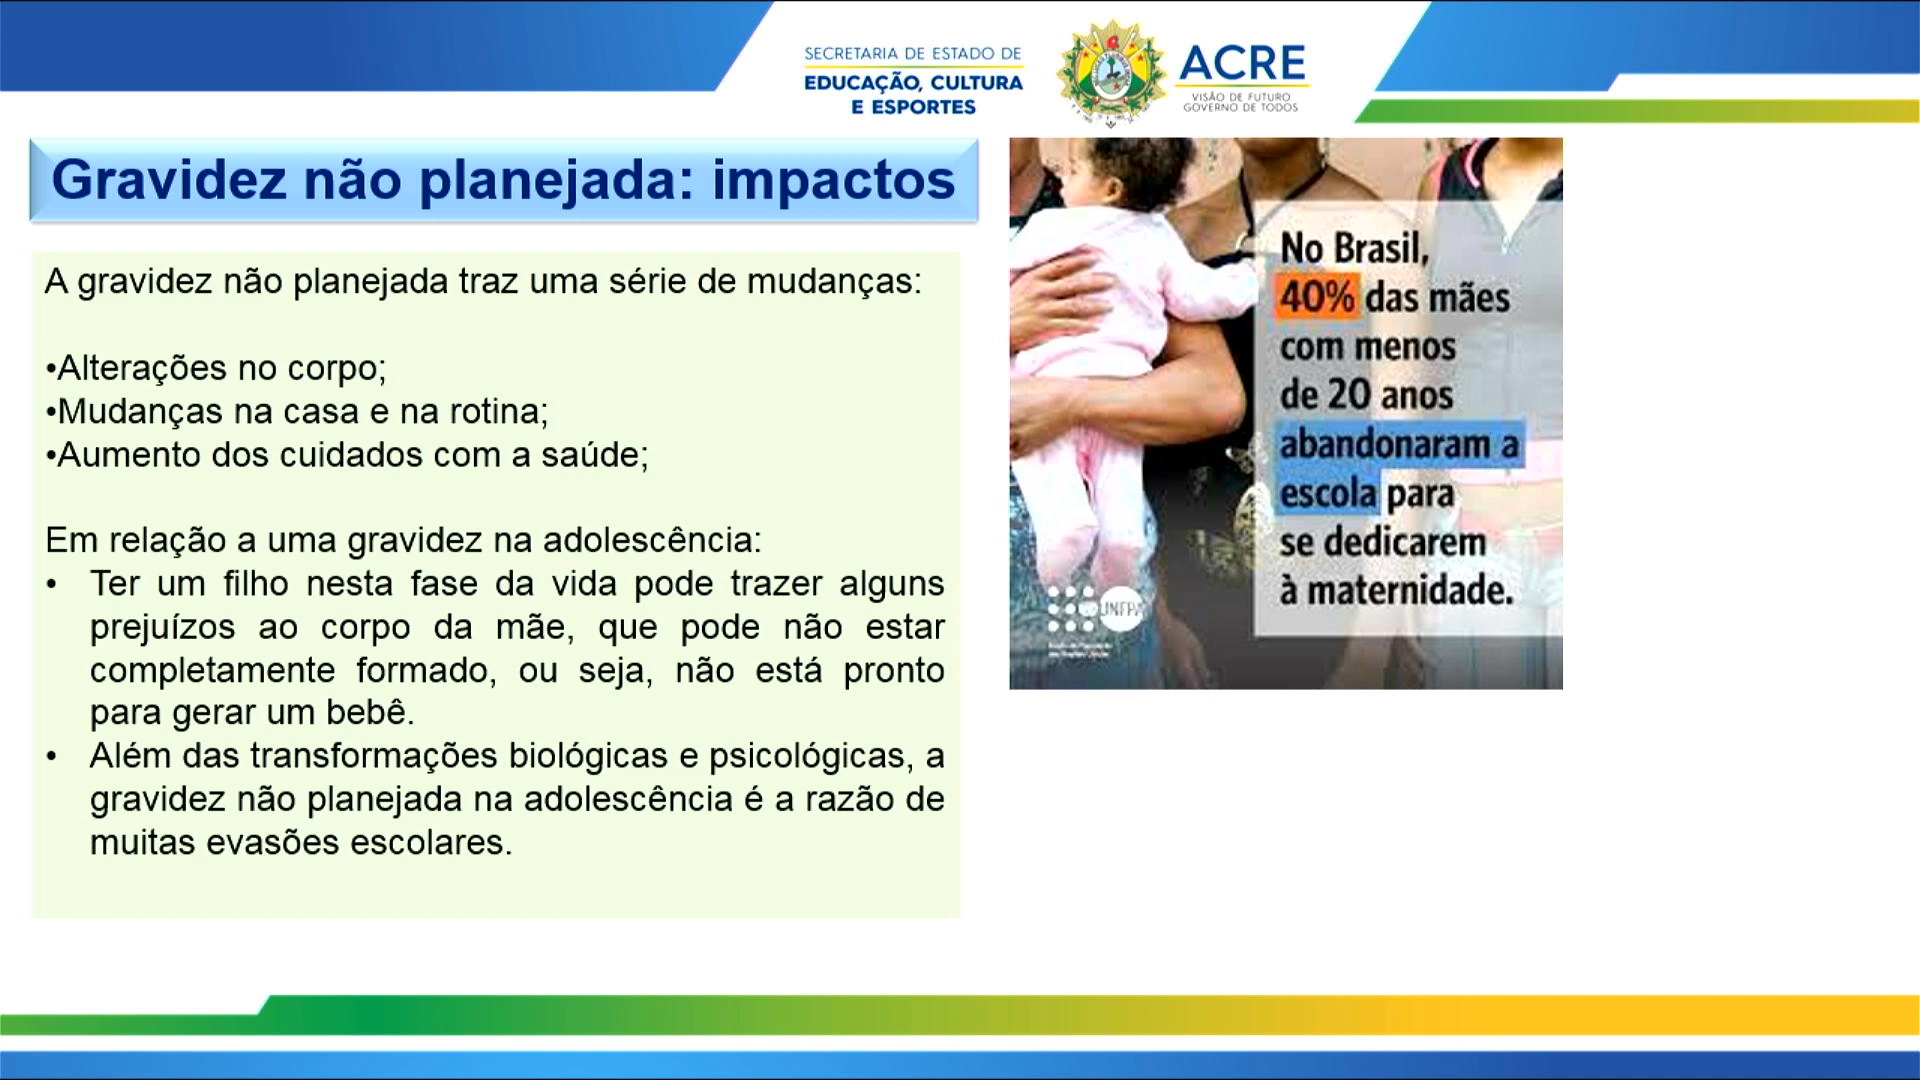 SECRETARIA DE ESTADO DE
EDUCAÇÃO, CULTURA
E ESPORTES
ACRE
VISÃO DE FUTURO
GOVERNO DE TODOS
Gravidez não planejada: impactos
A gravidez não planejada traz uma série de mudanças:
•Alterações no corpo;
•Mudanças na casa e na rotina;
•Aumento dos cuidados com a saúde;
Em relação a uma gravidez na adolescência:
• Ter um filho nesta fase da vida pode trazer alguns
prejuízos ao corpo da mãe, que pode não estar
completamente formado, ou seja, não está pronto
para gerar um bebê.
• Além das transformações biológicas e psicológicas, a
gravidez não planejada na adolescência é a razão de
muitas evasões escolares.
No Brasil,
40% das mães
com menos
de 20 anos
abandonaram a
escola para
se dedicarem
à maternidade.
UNFPA